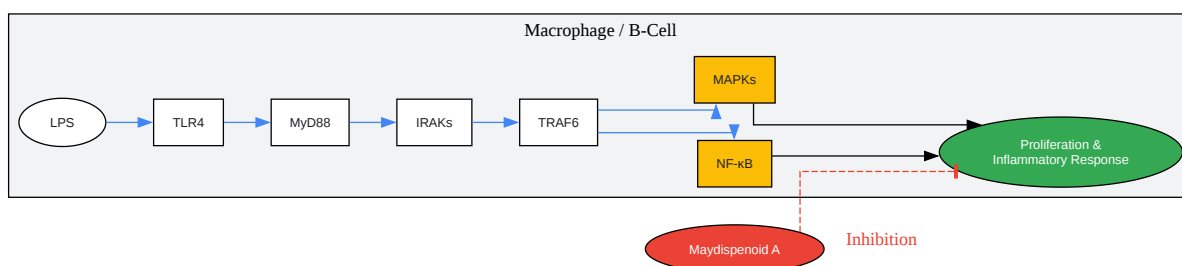 Macrophage / B-Cell
MAPKs
LPS
TLR4
MyD88
IRAKs
TRAF6
NF-κB
Proliferation &
Inflammatory Response
Maydispenoid A
Inhibition